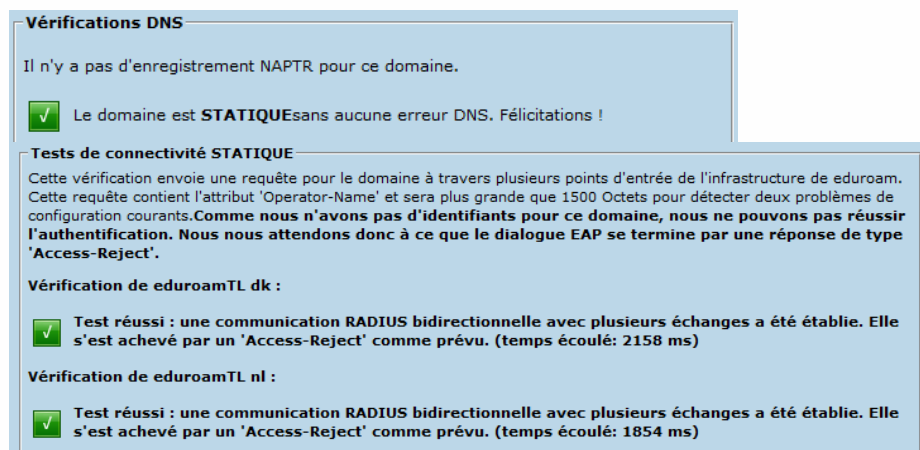 Vérifications DNS
Il n'y a pas d'enregistrement NAPTR pour ce domaine.
√ Le domaine est STATIQUEsans aucune erreur DNS. Félicitations !
Tests de connectivité STATIQUE
Cette vérification envoie une requête pour le domaine à travers plusieurs points d'entrée de l'infrastructure de eduroam.
Cette requête contient l'attribut 'Operator-Name' et sera plus grande que 1500 Octets pour détecter deux problèmes de
configuration courants.Comme nous n'avons pas d'identifiants pour ce domaine, nous ne pouvons pas réussir
l'authentification. Nous nous attendons donc à ce que le dialogue EAP se termine par une réponse de type
'Access-Reject'.
Vérification de eduroamTL dk :
√ Test réussi : une communication RADIUS bidirectionnelle avec plusieurs échanges a été établie. Elle
s'est achevé par un 'Access-Reject' comme prévu. (temps écoulé: 2158 ms)
Vérification de eduroamTL nl :
√ Test réussi : une communication RADIUS bidirectionnelle avec plusieurs échanges a été établie. Elle
s'est achevé par un 'Access-Reject' comme prévu. (temps écoulé: 1854 ms)